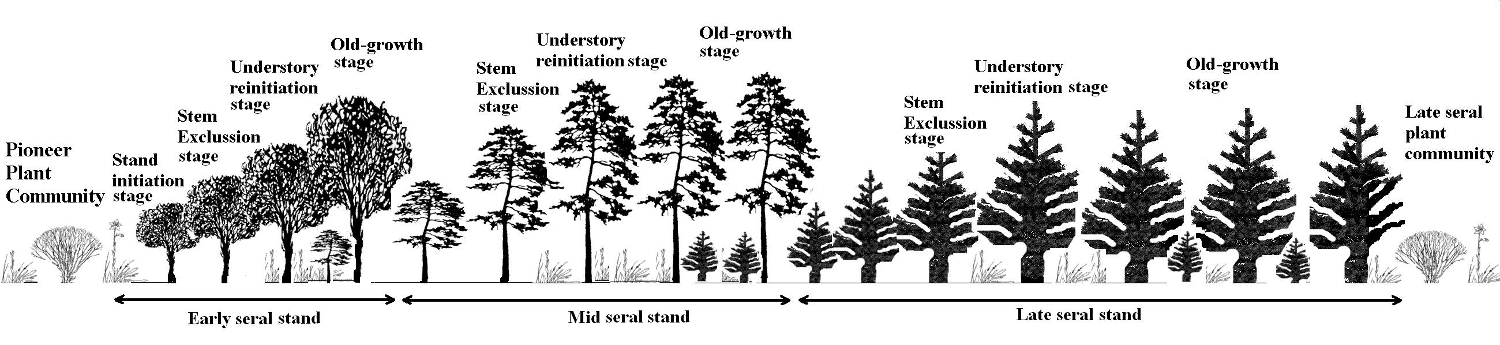 Pioneer
Plant
Community
Stand
initiation
stage
Stem
Exclussion
stage
Understory
reinitiation
stage
Old-growth
stage
Stem
Exclussion
stage
Understory
reinitiation stage
Old-growth
stage
Stem
Exclussion
stage
Understory
reinitiation stage
Old-growth
stage
Late seral
plant
community
Early seral stand
Mid seral stand
Late seral stand